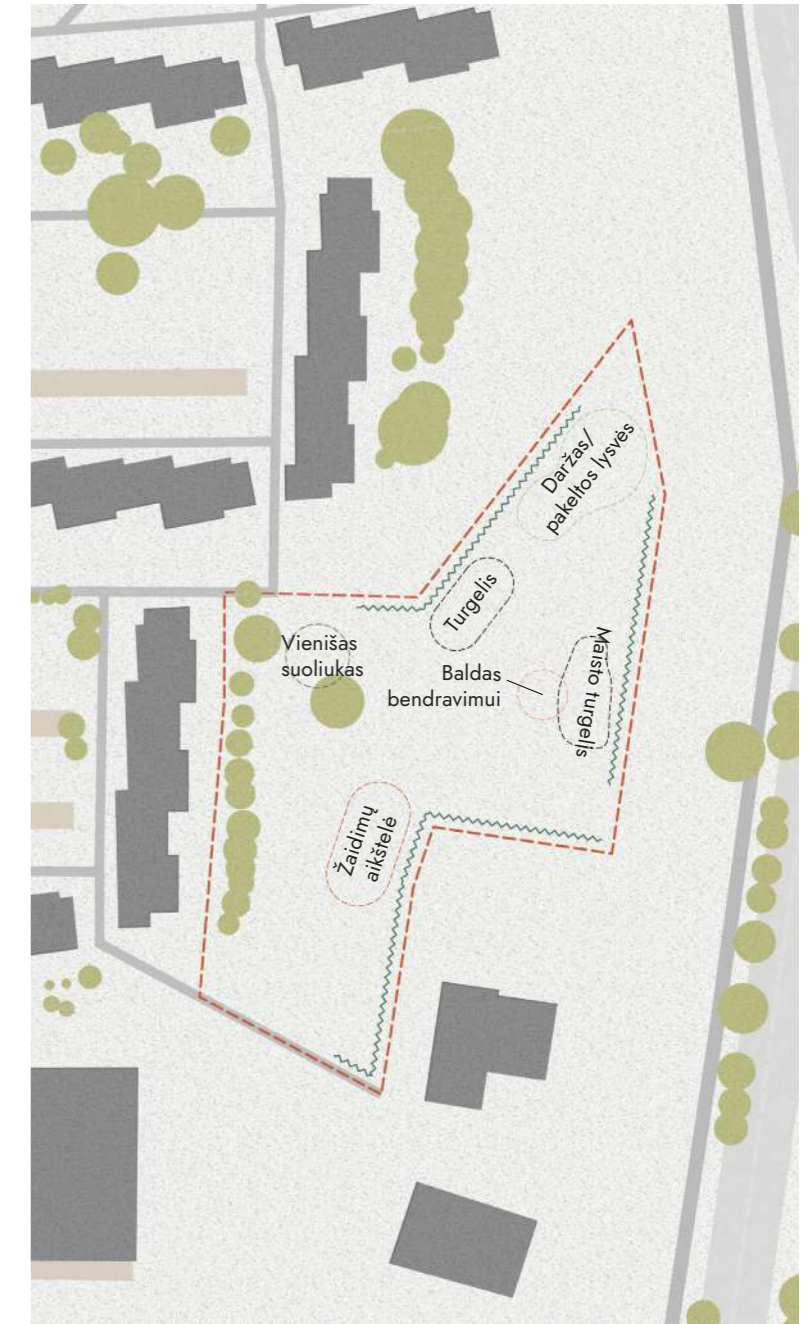 Daržas/
pakeltos lysvės
Turgelis
Vienišas
suoliukas
Baldas
bendravimui
Maisto turgelis
Žaidimų
aikštelė